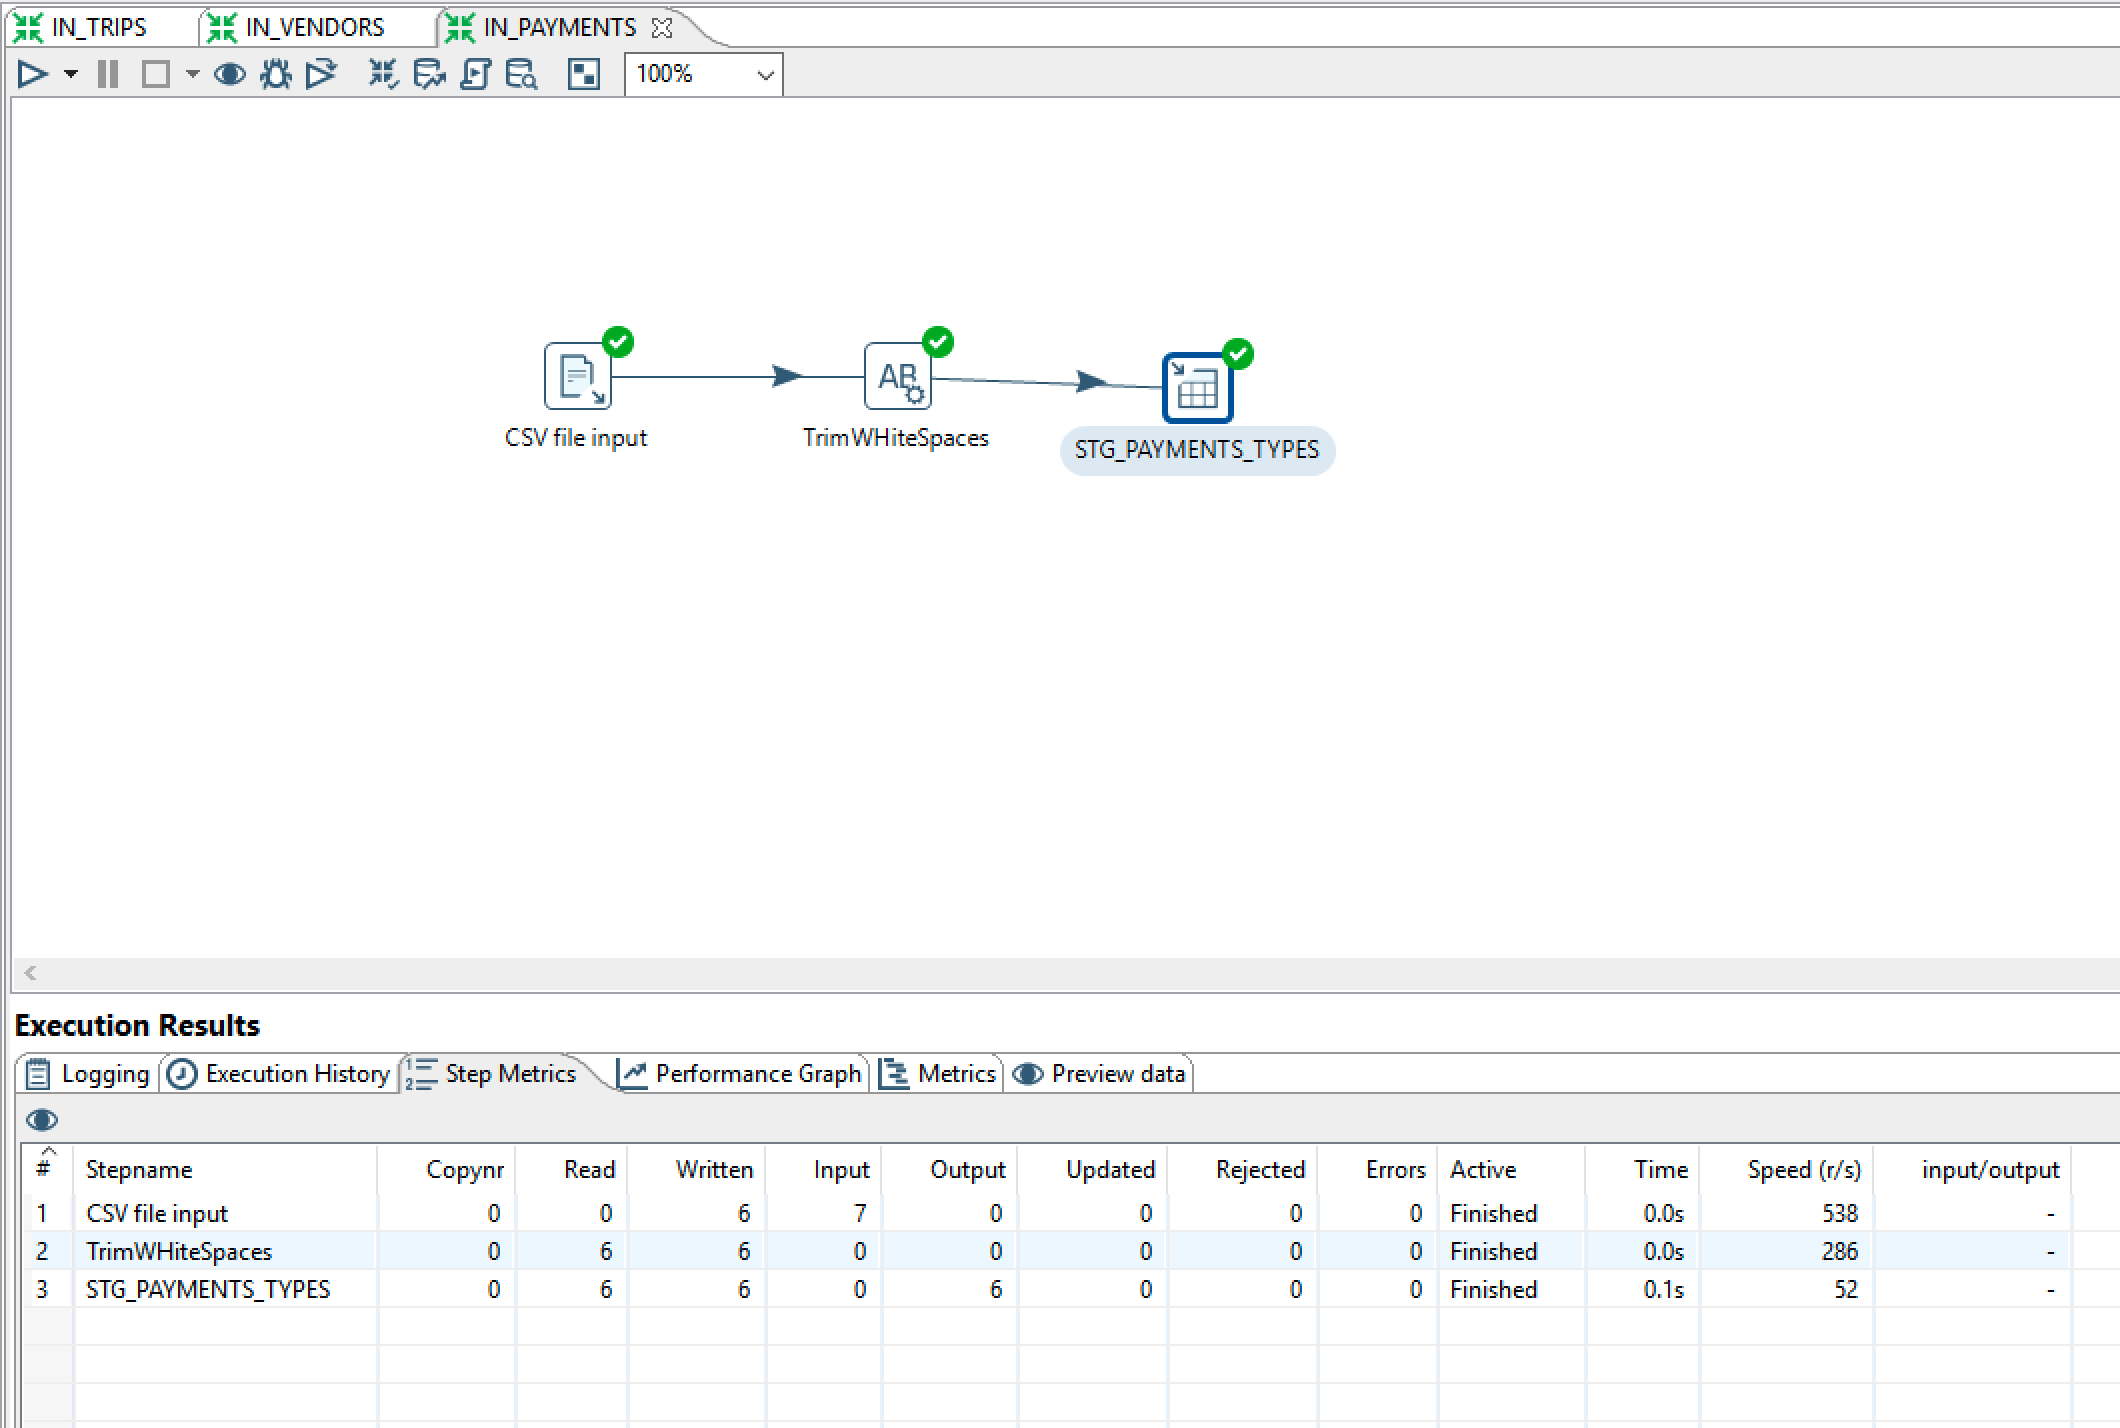 IN_TRIPS IN_VENDORS IN_PAYMENTS
100%
CSV file input TrimWHiteSpaces STG_PAYMENTS_TYPES
Execution Results
Logging Execution History Step Metrics Performance Graph Metrics Preview data
# Stepname Copynr Read Written Input Output Updated Rejected Errors Active Time Speed (r/s) input/output
1 CSV file input 0 0 6 7 0 0 0 0 Finished 0.0s 538 -
2 TrimWHiteSpaces 0 6 6 0 0 0 0 0 Finished 0.0s 286 -
3 STG_PAYMENTS_TYPES 0 6 6 0 6 0 0 0 Finished 0.1s 52 -